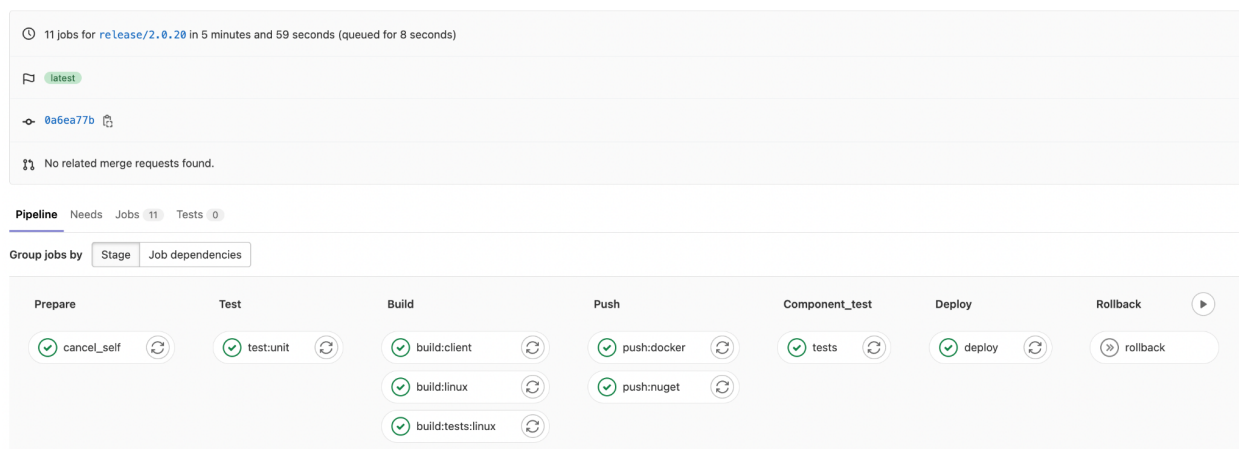 11 jobs for release/2.0.20 in 5 minutes and 59 seconds (queued for 8 seconds)
latest
0a6ea77b
No related merge requests found.
Pipeline Needs Jobs 11 Tests 0
Group jobs by Stage Job dependencies
Prepare Test Build Push Component_test Deploy Rollback
cancel_self test:unit build:client push:docker tests deploy rollback
build:linux push:nuget
build:tests:linux